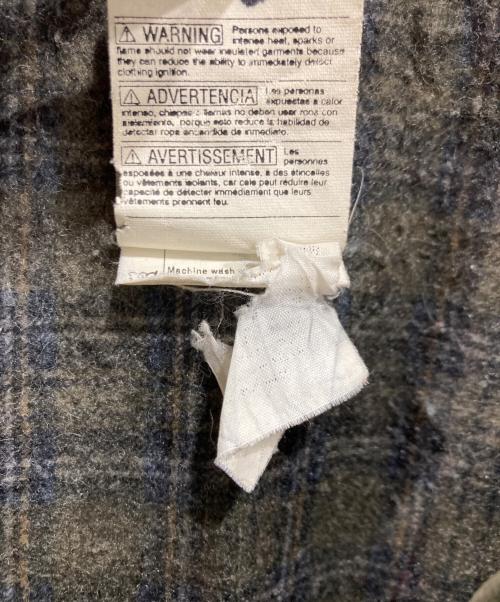 ⚠ WARNING Persons exposed to
intense heat, sparks or
flame should not wear insulated garments because
they can reduce the ability to immediately detect
clothing ignition.
⚠ ADVERTENCIA Las personas
expuestas a calor
intenso, chispas o llamas no deben usar ropa con
aislamiento, porque esto reduce la habilidad de
detectar ropa encendida de inmediato.
⚠ AVERTISSEMENT Les
personnes
exposées à une chaleur intense, à des étincelles
ou vêtements isolants, car cela peut réduire leur
capacité de détecter immédiament que leurs
vêtements prennent feu.
Machine wash